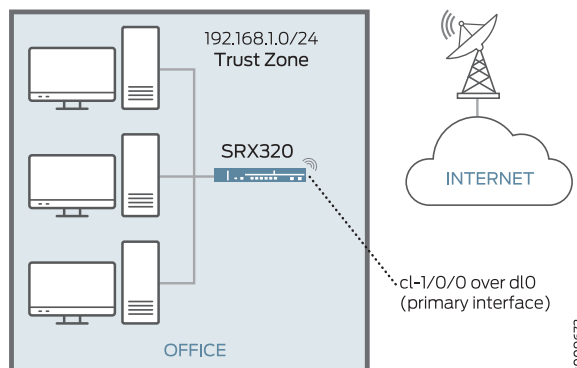 192.168.1.0/24
Trust Zone
SRX320
INTERNET
cl-1/0/0 over dl0
(primary interface)
OFFICE